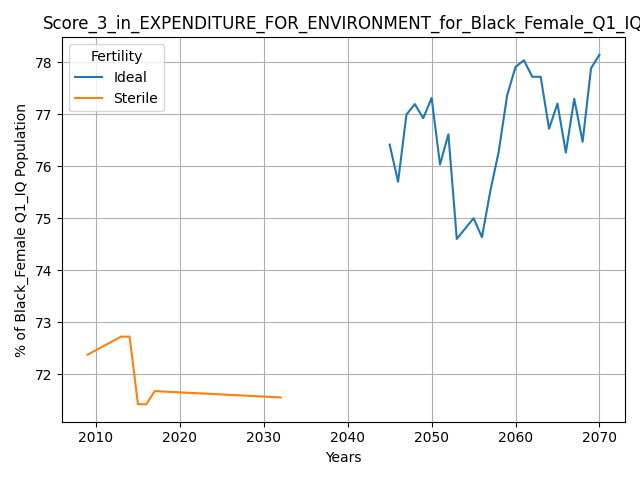 Score_3_in_EXPENDITURE_FOR_ENVIRONMENT_for_Black_Female_Q1_IQ
Fertility
Ideal
Sterile
% of Black_Female Q1_IQ Population
78
77
76
75
74
73
72
2010
2020
2030
2040
2050
2060
2070
Years